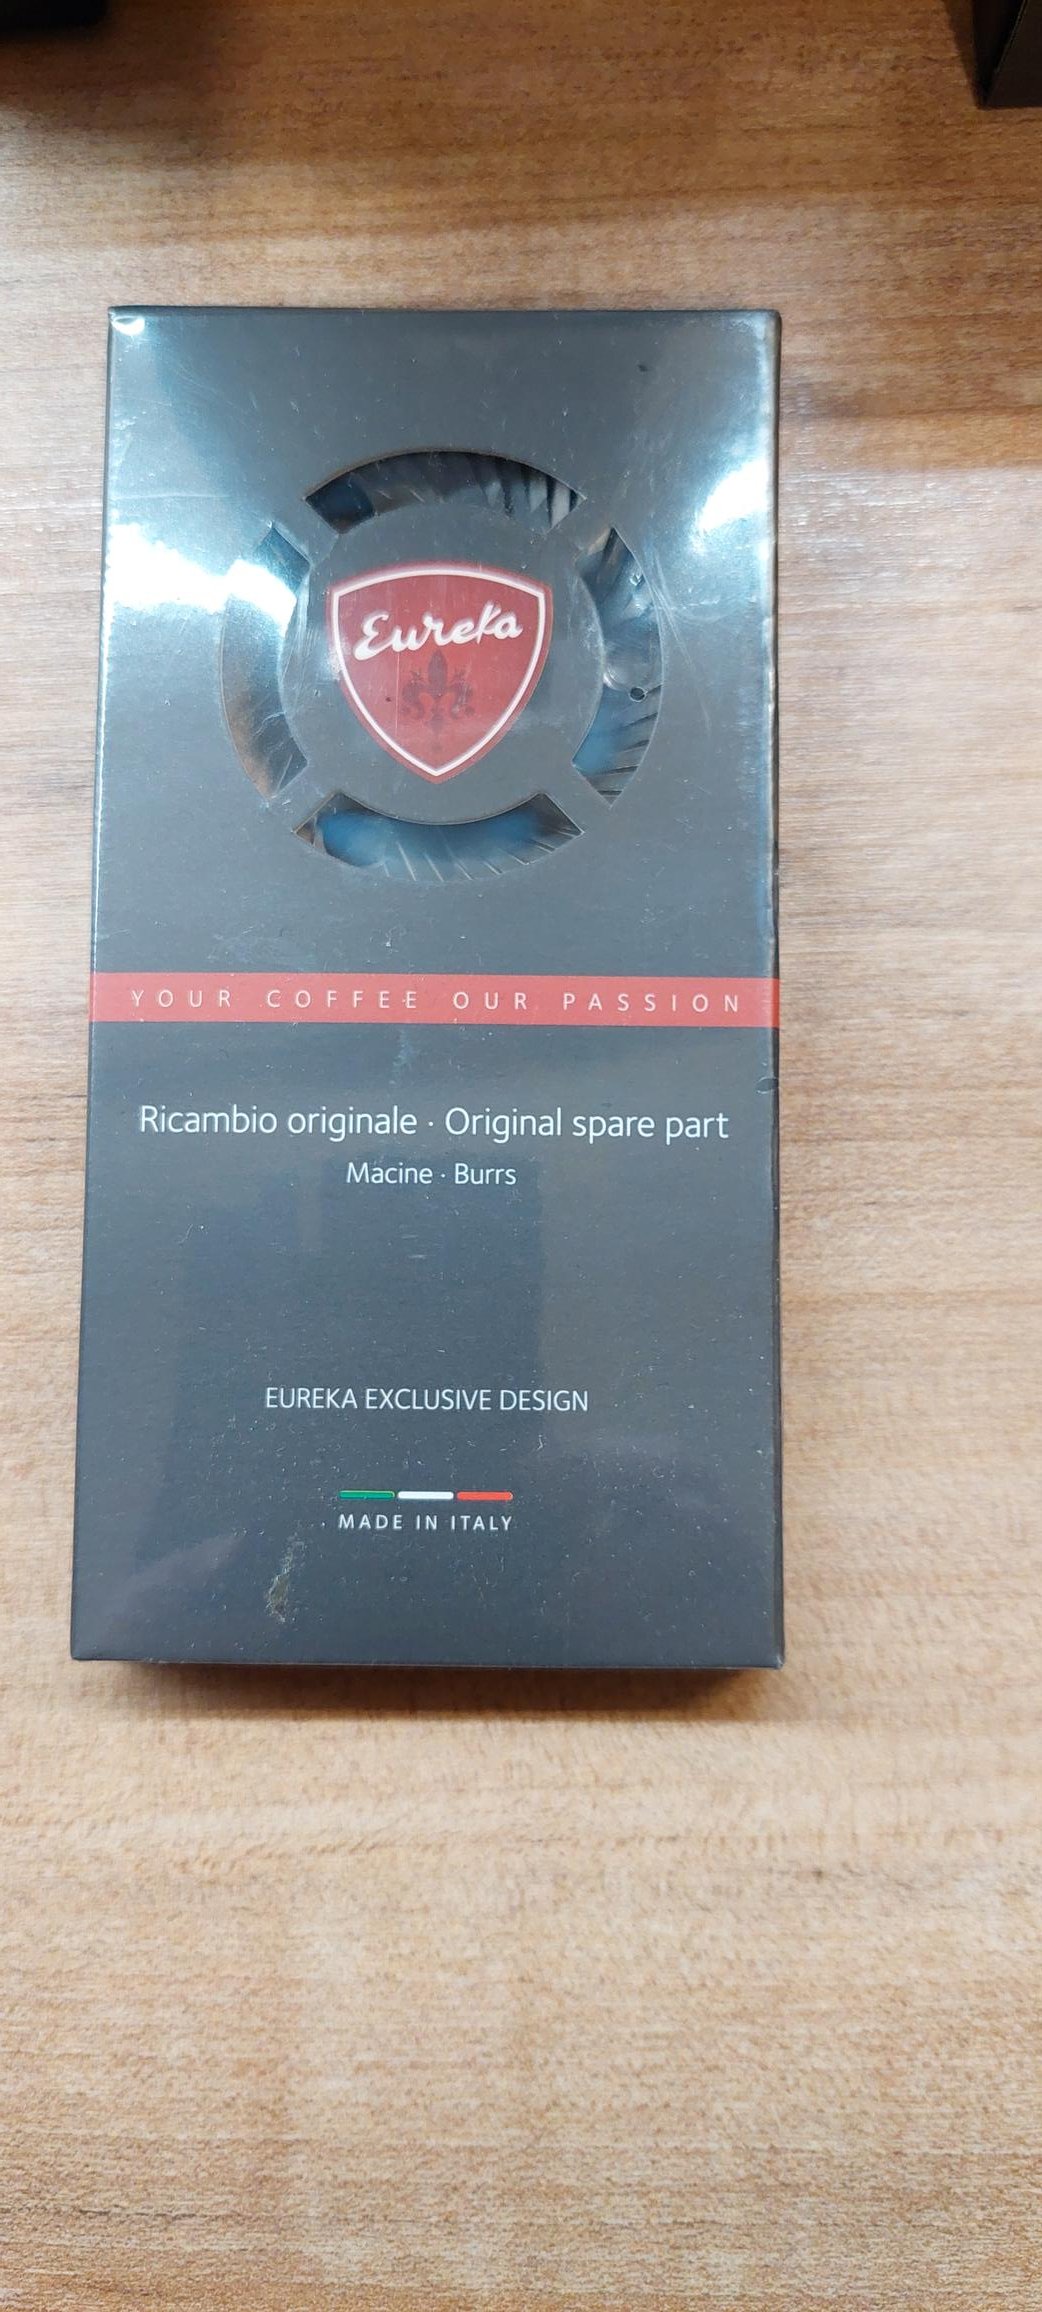 Eureka
YOUR COFFEE OUR PASSION
Ricambio originale · Original spare part
Macine · Burrs
EUREKA EXCLUSIVE DESIGN
MADE IN ITALY